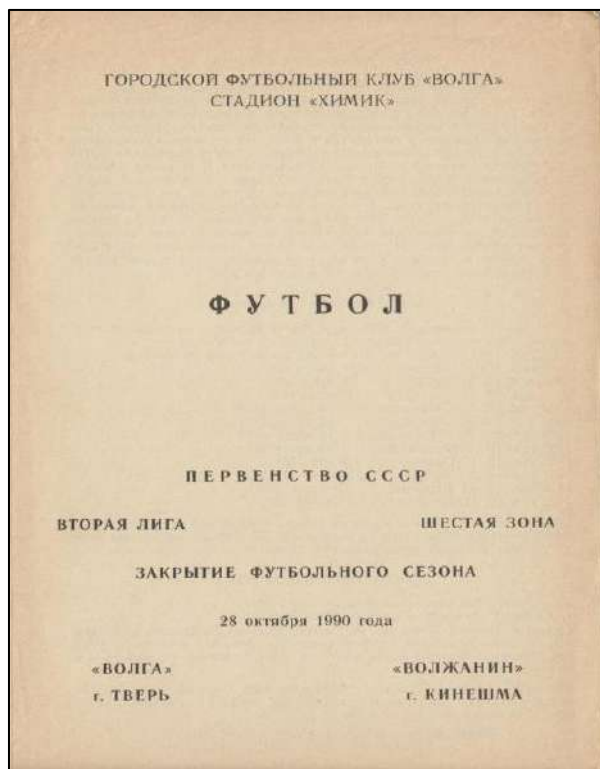 ГОРОДСКОЙ ФУТБОЛЬНЫЙ КЛУБ «ВОЛГА»
СТАДИОН «ХИМИК»
ФУТБОЛ
ПЕРВЕНСТВО СССР
ВТОРАЯ ЛИГА ШЕСТАЯ ЗОНА
ЗАКРЫТИЕ ФУТБОЛЬНОГО СЕЗОНА
28 октября 1990 года
«ВОЛГА» «ВОЛЖАНИН»
г. ТВЕРЬ г. КИНЕШМА